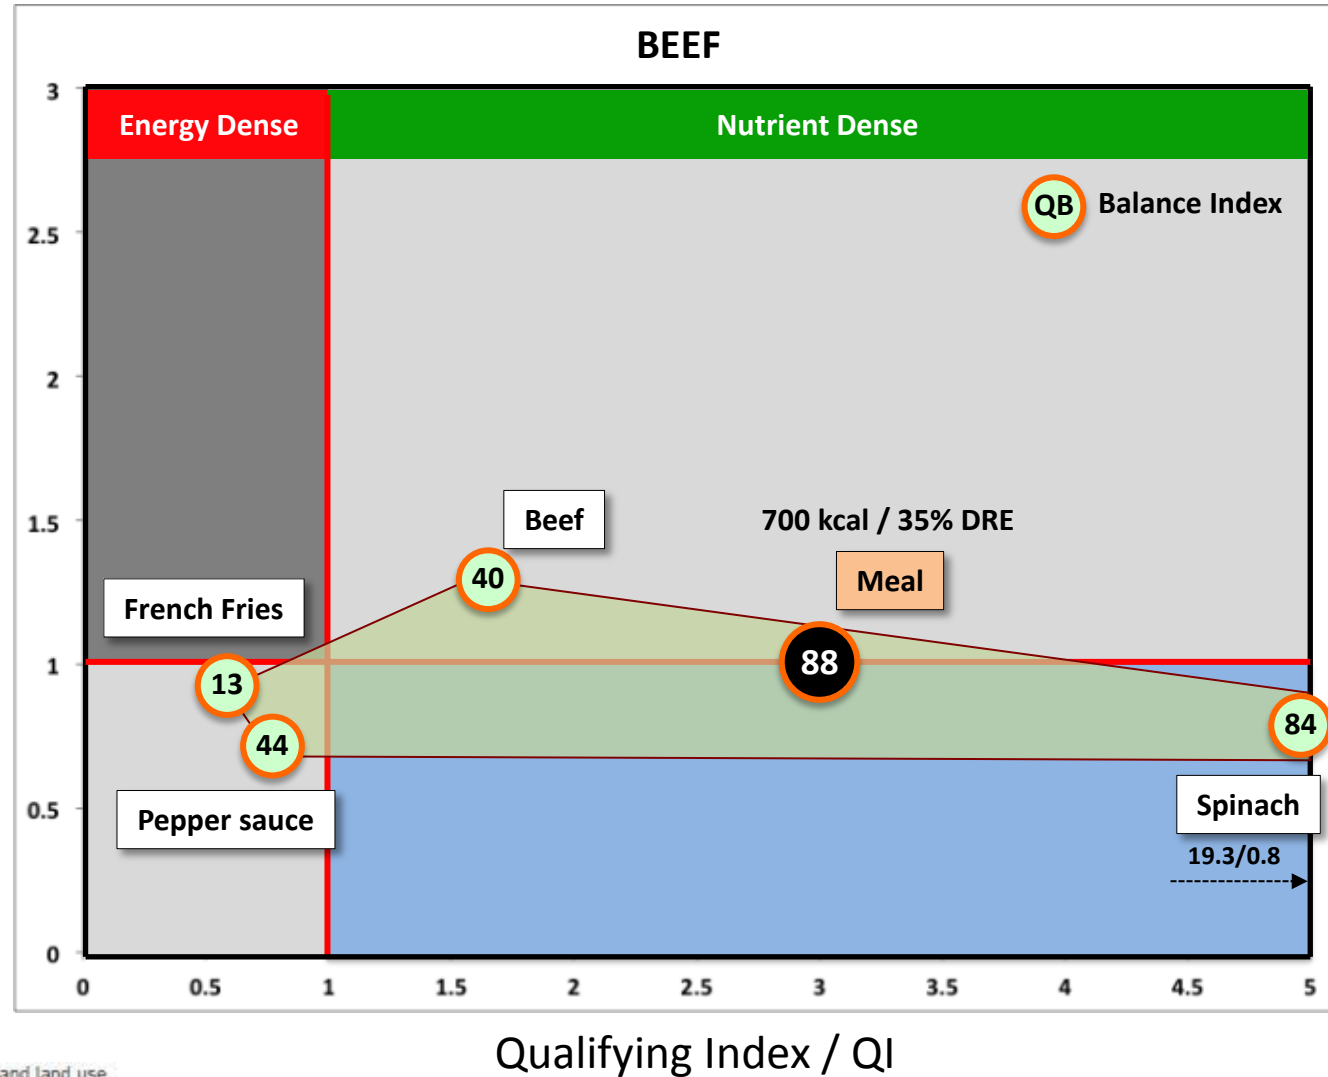 BEEF
3
Energy Dense
Nutrient Dense
QB Balance Index
2.5
2
1.5
Beef
700 kcal / 35% DRE
40
Meal
French Fries
1
88
13
84
44
0.5
Pepper sauce
Spinach
19.3/0.8
0
0 0.5 1 1.5 2 2.5 3 3.5 4 4.5 5
Qualifying Index / QI
and land use